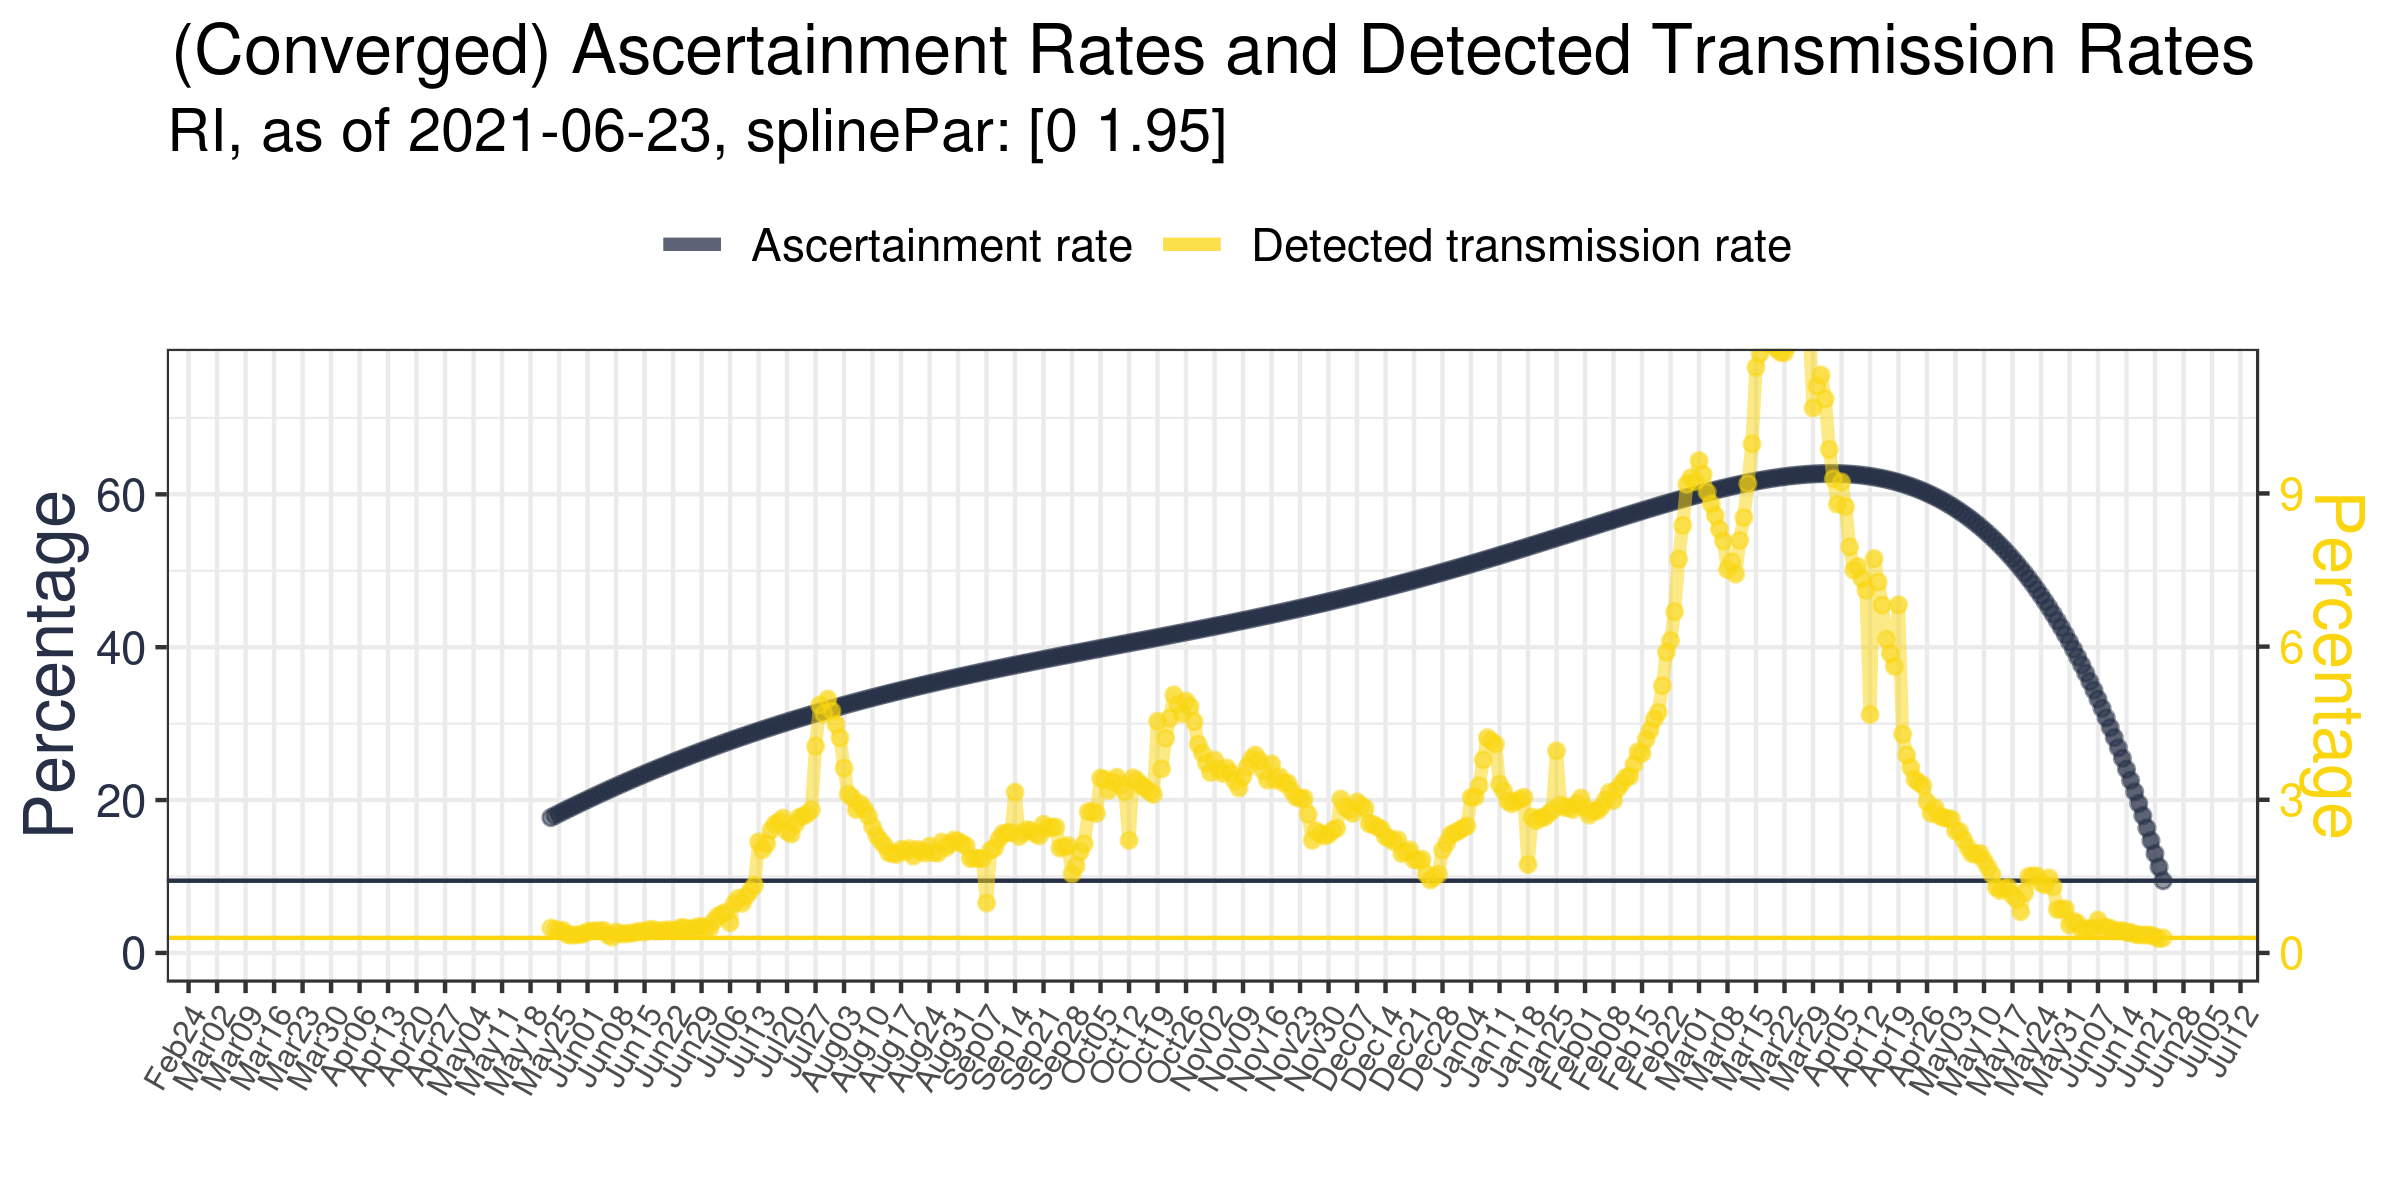 (Converged) Ascertainment Rates and Detected Transmission Rates
RI, as of 2021-06-23, splinePar: [0 1.95]
Ascertainment rate
Detected transmission rate
Percentage
60
40
20
0
9
6
3
0
Percentage
Feb24
Mar02
Mar09
Mar16
Mar23
Mar30
Apr06
Apr13
Apr20
Apr27
May04
May11
May18
May25
Jun01
Jun08
Jun15
Jun22
Jun29
Jul06
Jul13
Jul20
Jul27
Aug03
Aug10
Aug17
Aug24
Aug31
Sep07
Sep14
Sep21
Sep28
Oct05
Oct12
Oct19
Oct26
Nov02
Nov09
Nov16
Nov23
Nov30
Dec07
Dec14
Dec21
Dec28
Jan04
Jan11
Jan18
Jan25
Feb01
Feb08
Feb15
Feb22
Mar01
Mar08
Mar15
Mar22
Mar29
Apr05
Apr12
Apr19
Apr26
May03
May10
May17
May24
May31
Jun07
Jun14
Jun21
Jun28
Jul05
Jul12